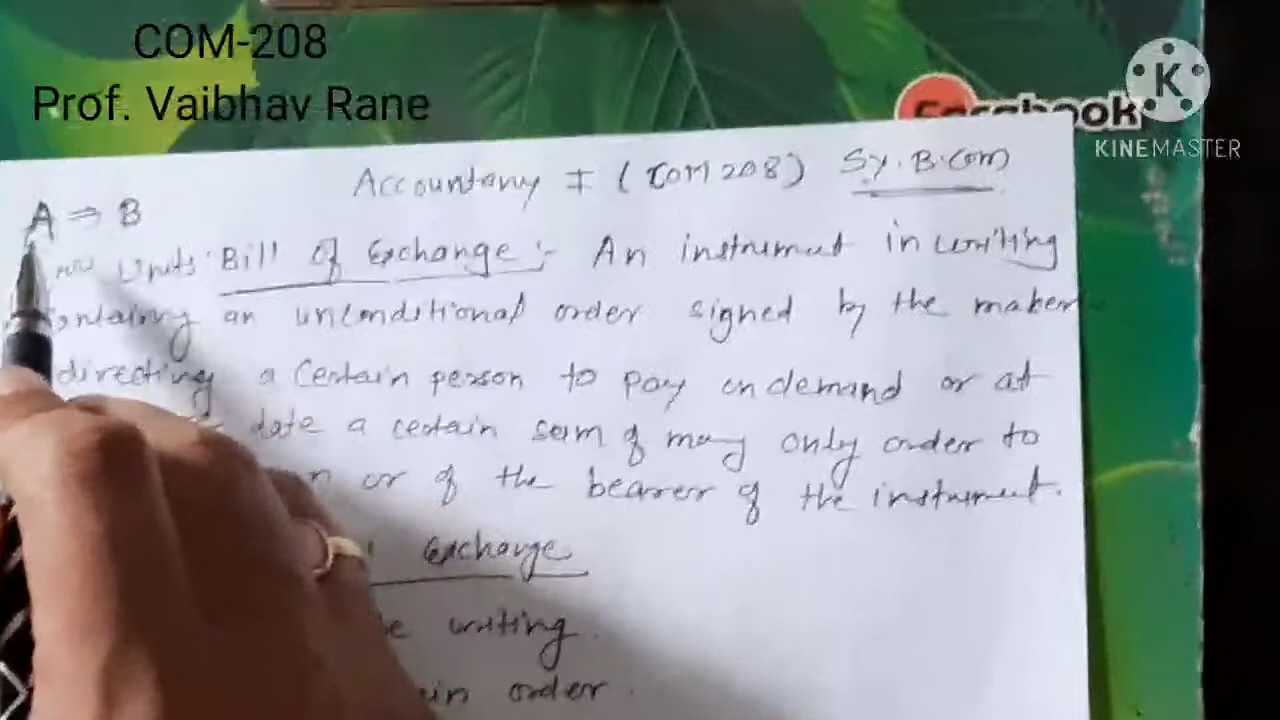 COM-208
Prof. Vaibhav Rane
KINEMASTER
Accountany I (COM 208) Sy.B.Com
A ⇒ B
Units Bill of Exchange :- An instrument in writing
an unconditional order signed by the maker
directing a certain person to pay on demand or at
date a certain sum of money only order to
or of the bearer of the instrument.
Exchange
writing.
order.